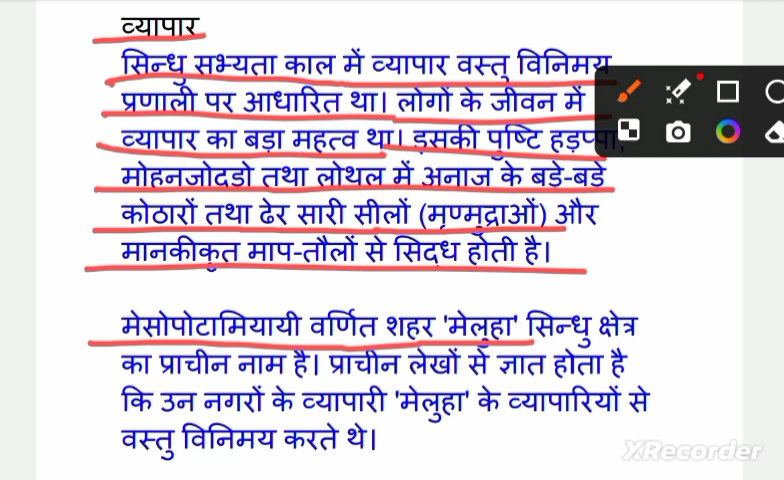 व्यापार
सिन्धु सभ्यता काल में व्यापार वस्तु विनिमय
प्रणाली पर आधारित था। लोगों के जीवन में
व्यापार का बड़ा महत्व था। इसकी पुष्टि हड़प्पा,
मोहनजोदडो तथा लोथल में अनाज के बडे-बडे
कोठारों तथा ढेर सारी सीलों (मृण्मुद्राओं) और
मानकीकृत माप-तौलों से सिद्ध होती है।
मेसोपोटामियायी वर्णित शहर 'मेलुहा' सिन्धु क्षेत्र
का प्राचीन नाम है। प्राचीन लेखों से ज्ञात होता है
कि उन नगरों के व्यापारी 'मेलुहा' के व्यापारियों से
वस्तु विनिमय करते थे।
XRecorder